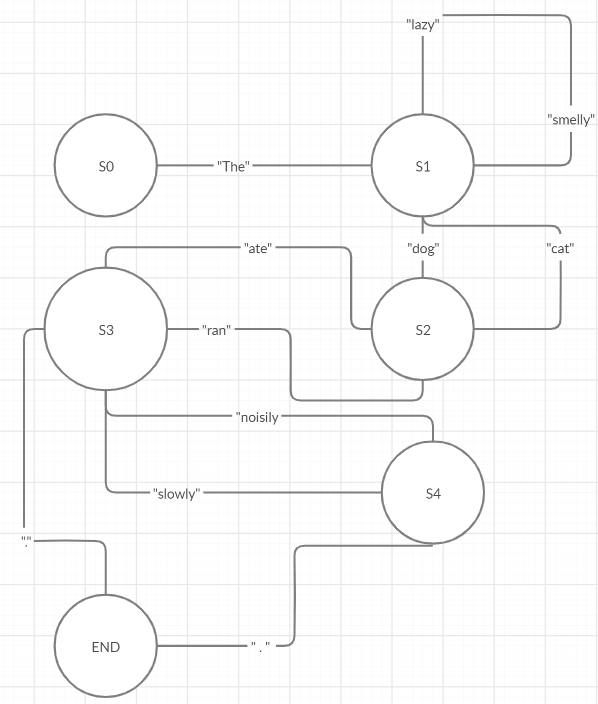 "lazy"
"smelly"
S0
"The"
S1
"ate"
"dog"
"cat"
S3
"ran"
S2
"noisily
"slowly"
S4
"."
END
" . "